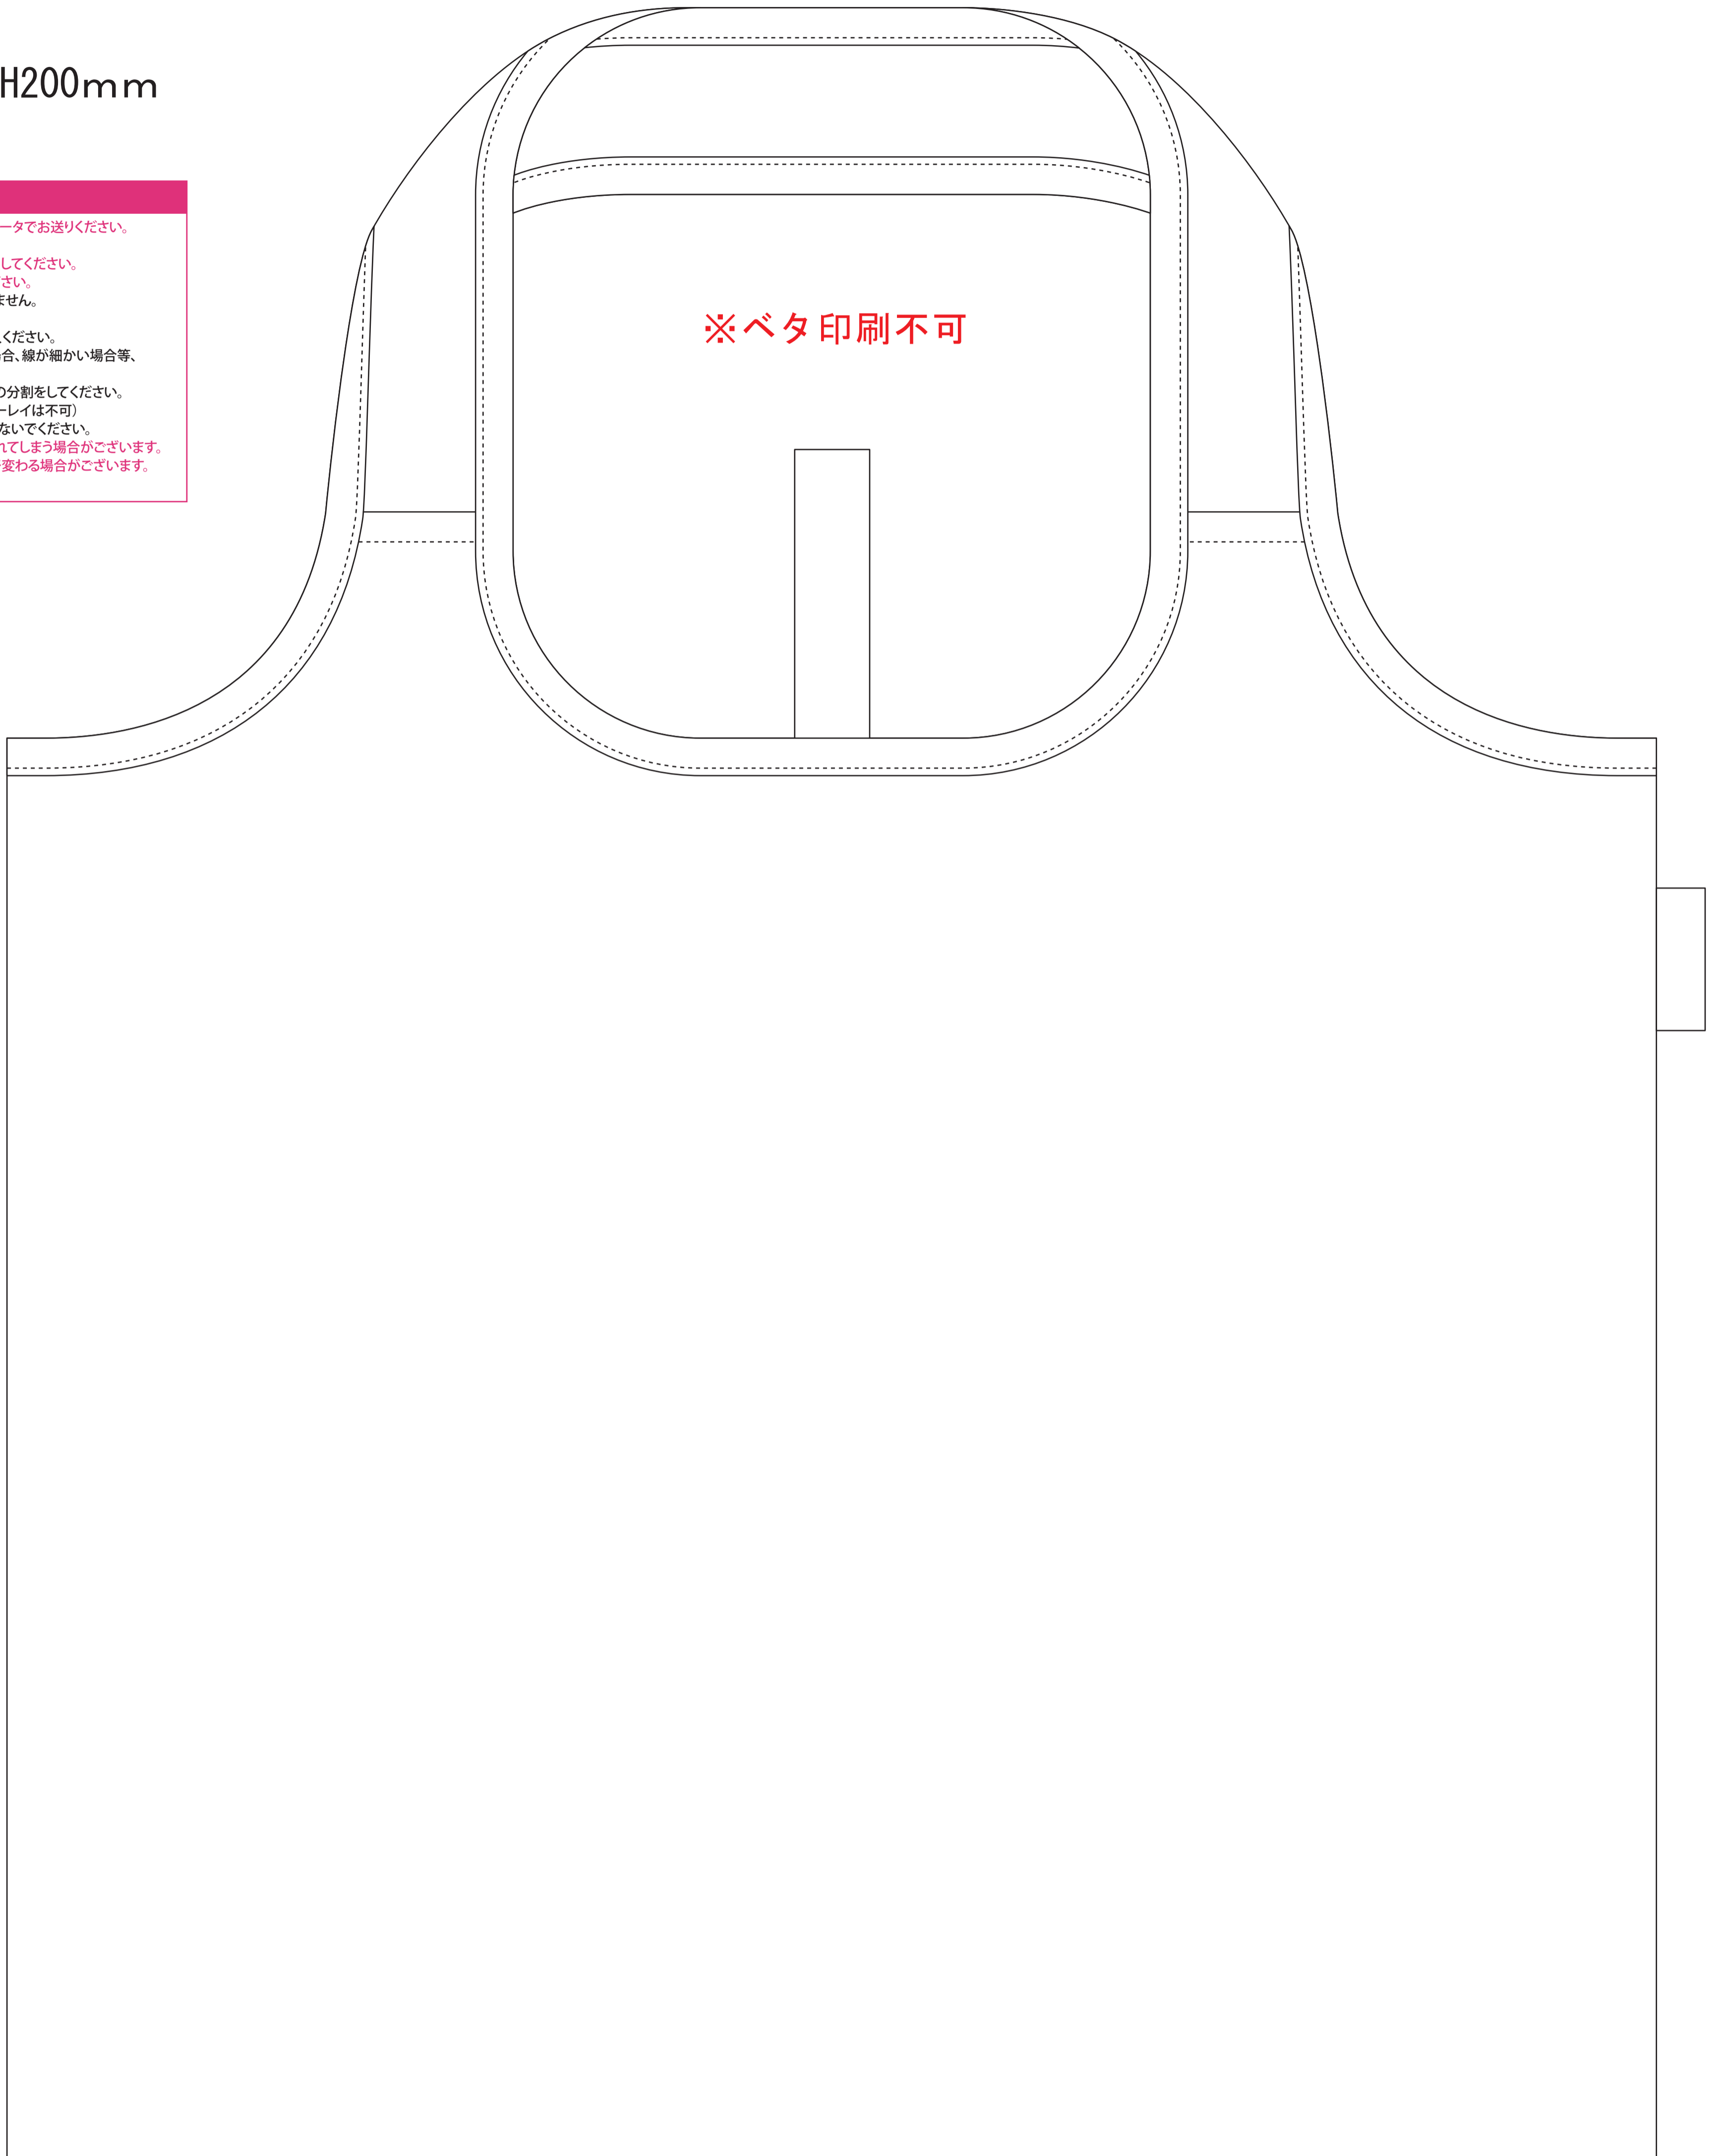 H200mm
ータでお送りください。
してください。
ください。
ません。
ください。
合、線が細かい場合等、
の分割をしてください。
ーレイは不可）
ないでください。
れてしまう場合がございます。
変わる場合がございます。
※ベタ印刷不可